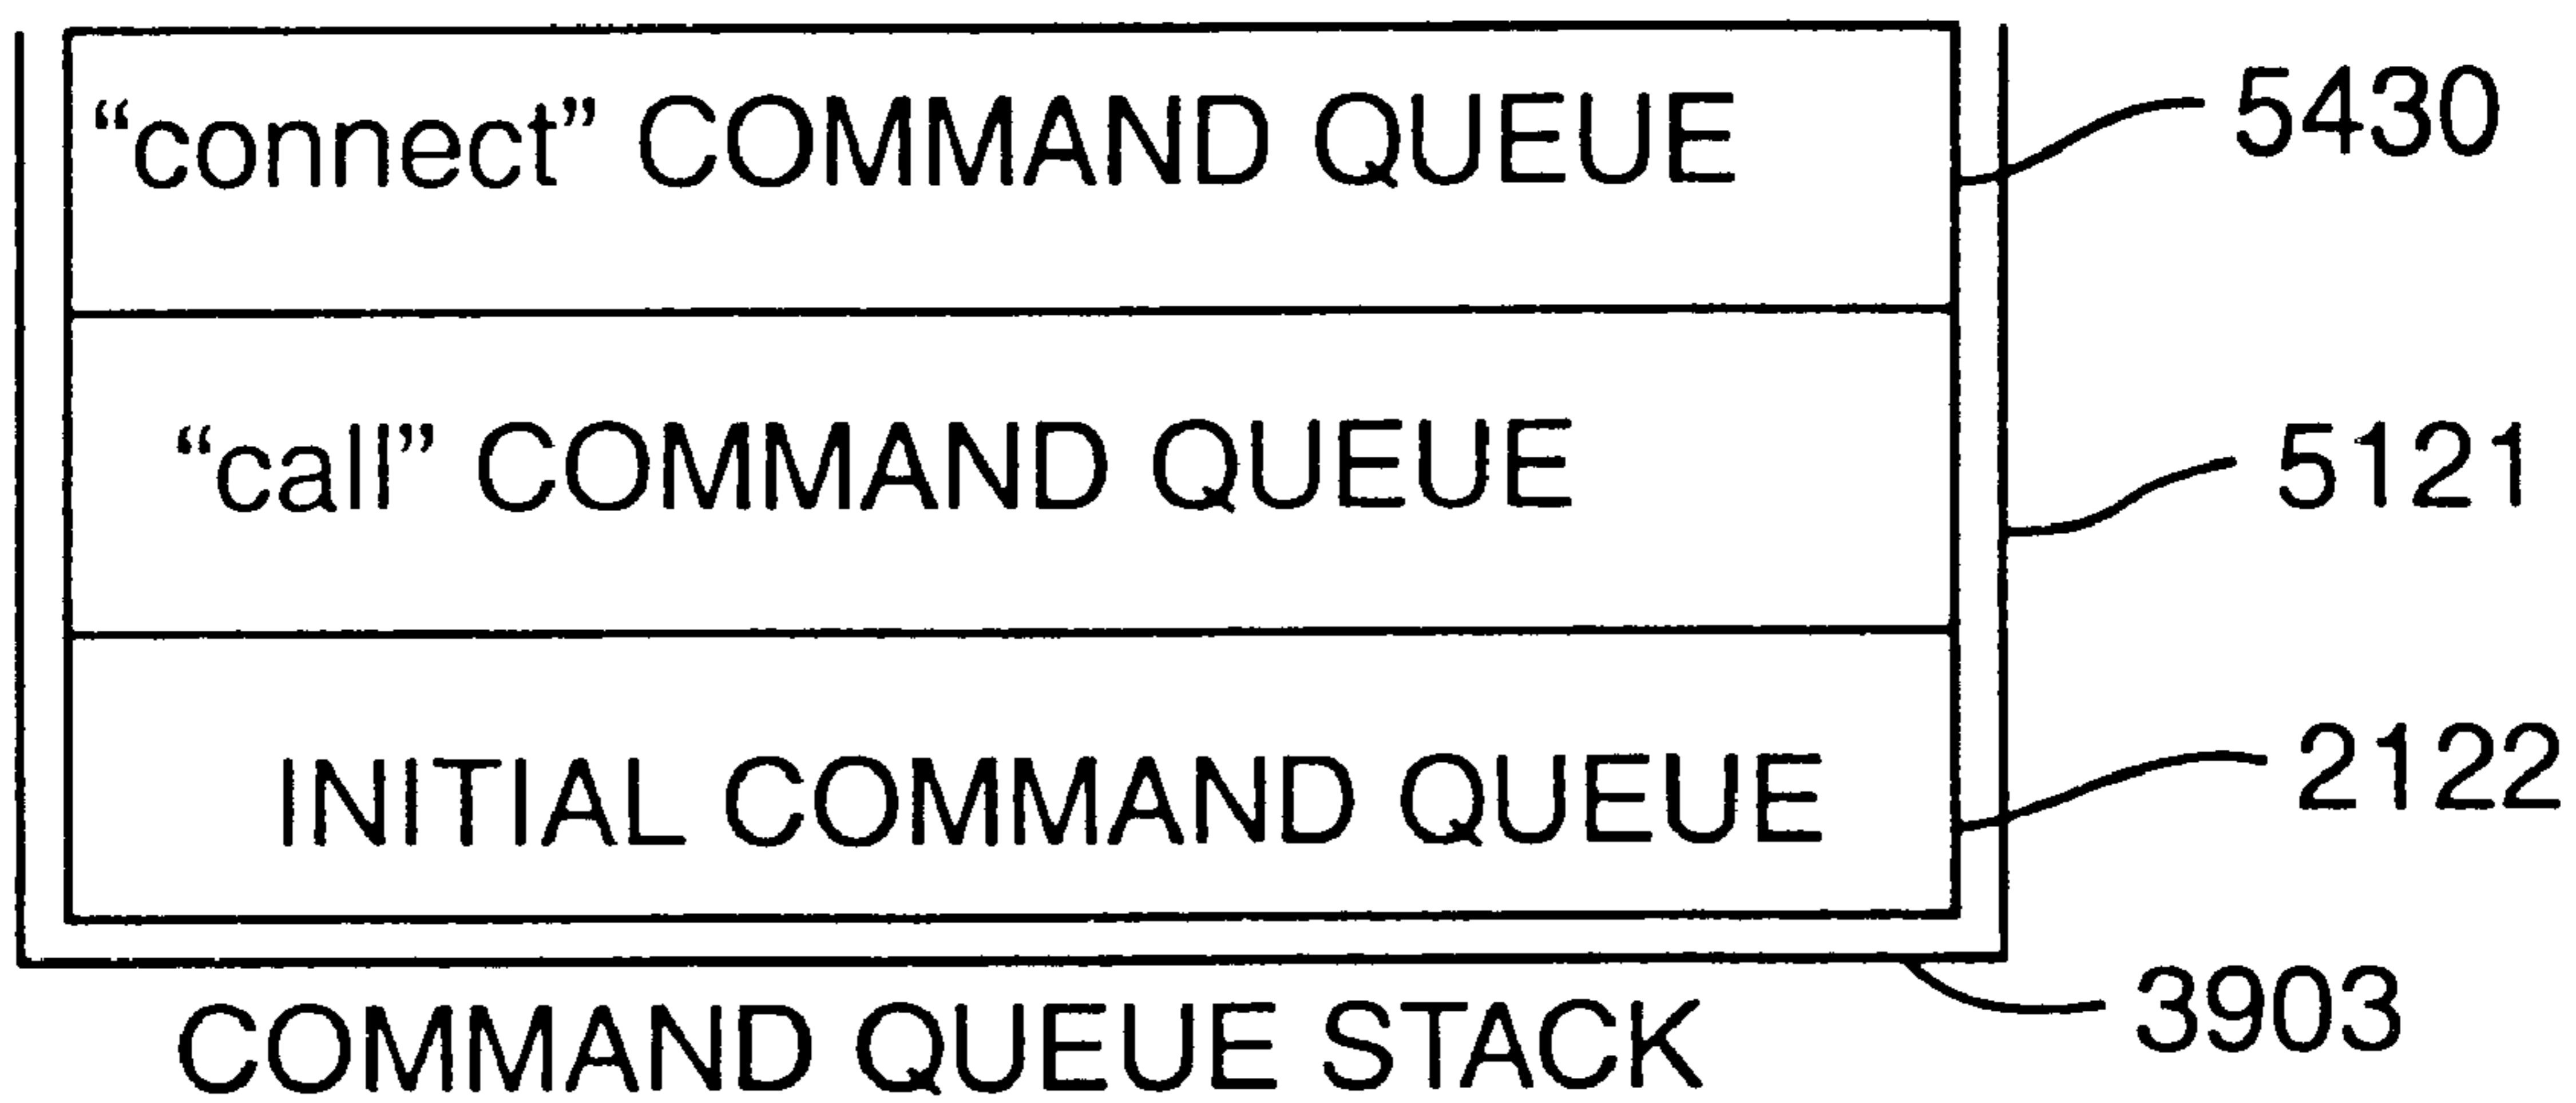 “connect” COMMAND QUEUE 5430
“call” COMMAND QUEUE 5121
INITIAL COMMAND QUEUE 2122
3903
COMMAND QUEUE STACK